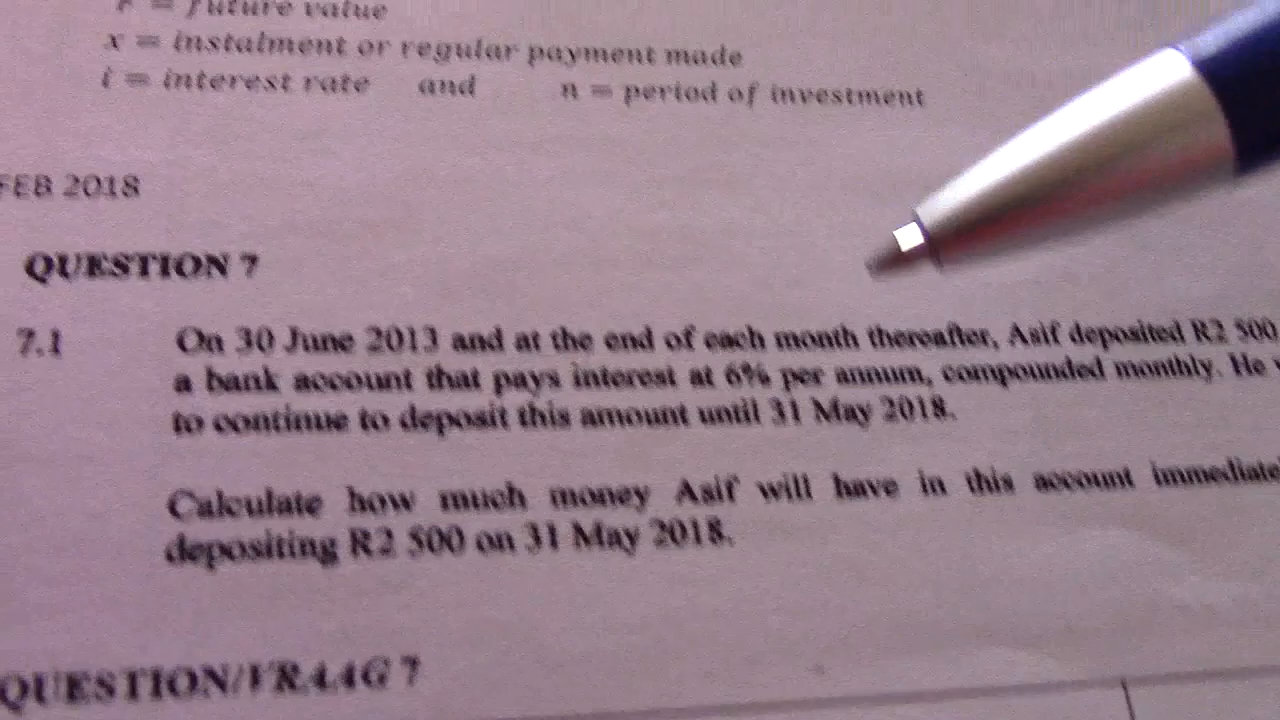 F = future value
x = instalment or regular payment made
i = interest rate and n = period of investment
FEB 2018
QUESTION 7
7.1 On 30 June 2013 and at the end of each month thereafter, Asif deposited R2 500
a bank account that pays interest at 6% per annum, compounded monthly. He
to continue to deposit this amount until 31 May 2018.
Calculate how much money Asif will have in this account
depositing R2 500 on 31 May 2018.
QUESTION/VRAAG 7